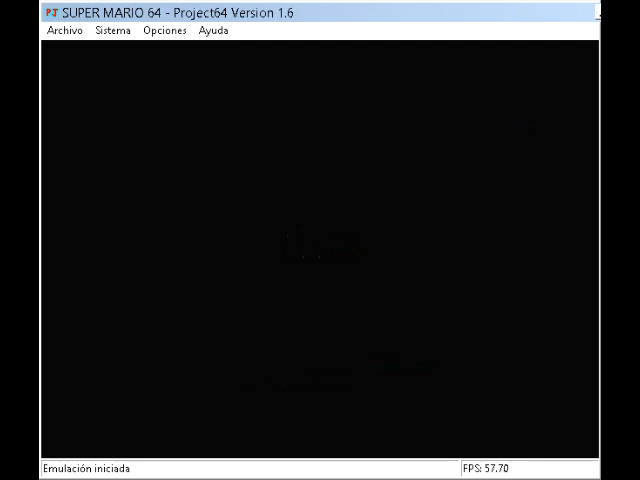 SUPER MARIO 64 - Project64 Version 1.6
Archivo Sistema Opciones Ayuda
Emulación iniciada FPS: 57.70